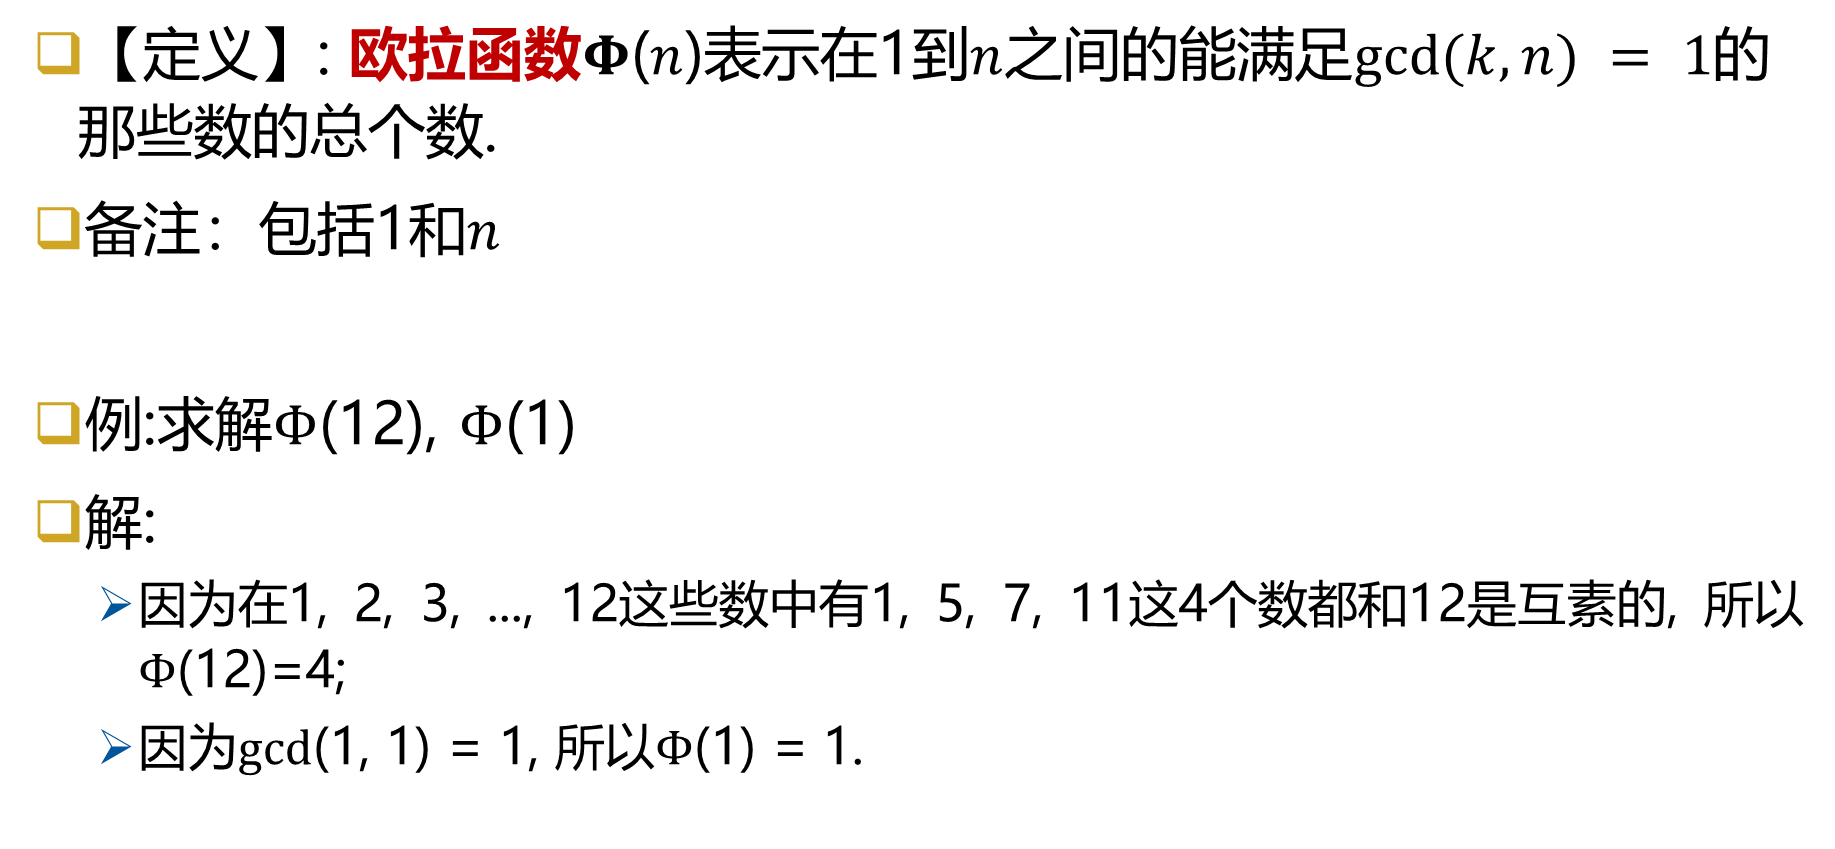 【定义】: 欧拉函数Φ(n)表示在1到n之间的能满足gcd(k, n) = 1的
那些数的总个数.
备注：包括1和n
例:求解Φ(12), Φ(1)
解:
因为在1, 2, 3, ..., 12这些数中有1, 5, 7, 11这4个数都和12是互素的, 所以
Φ(12)=4;
因为gcd(1, 1) = 1, 所以Φ(1) = 1.